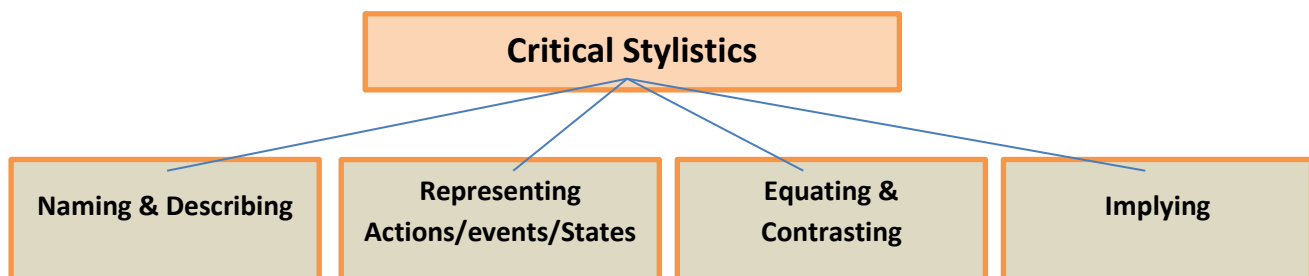 Critical Stylistics
Naming & Describing
Representing
Actions/events/States
Equating &
Contrasting
Implying